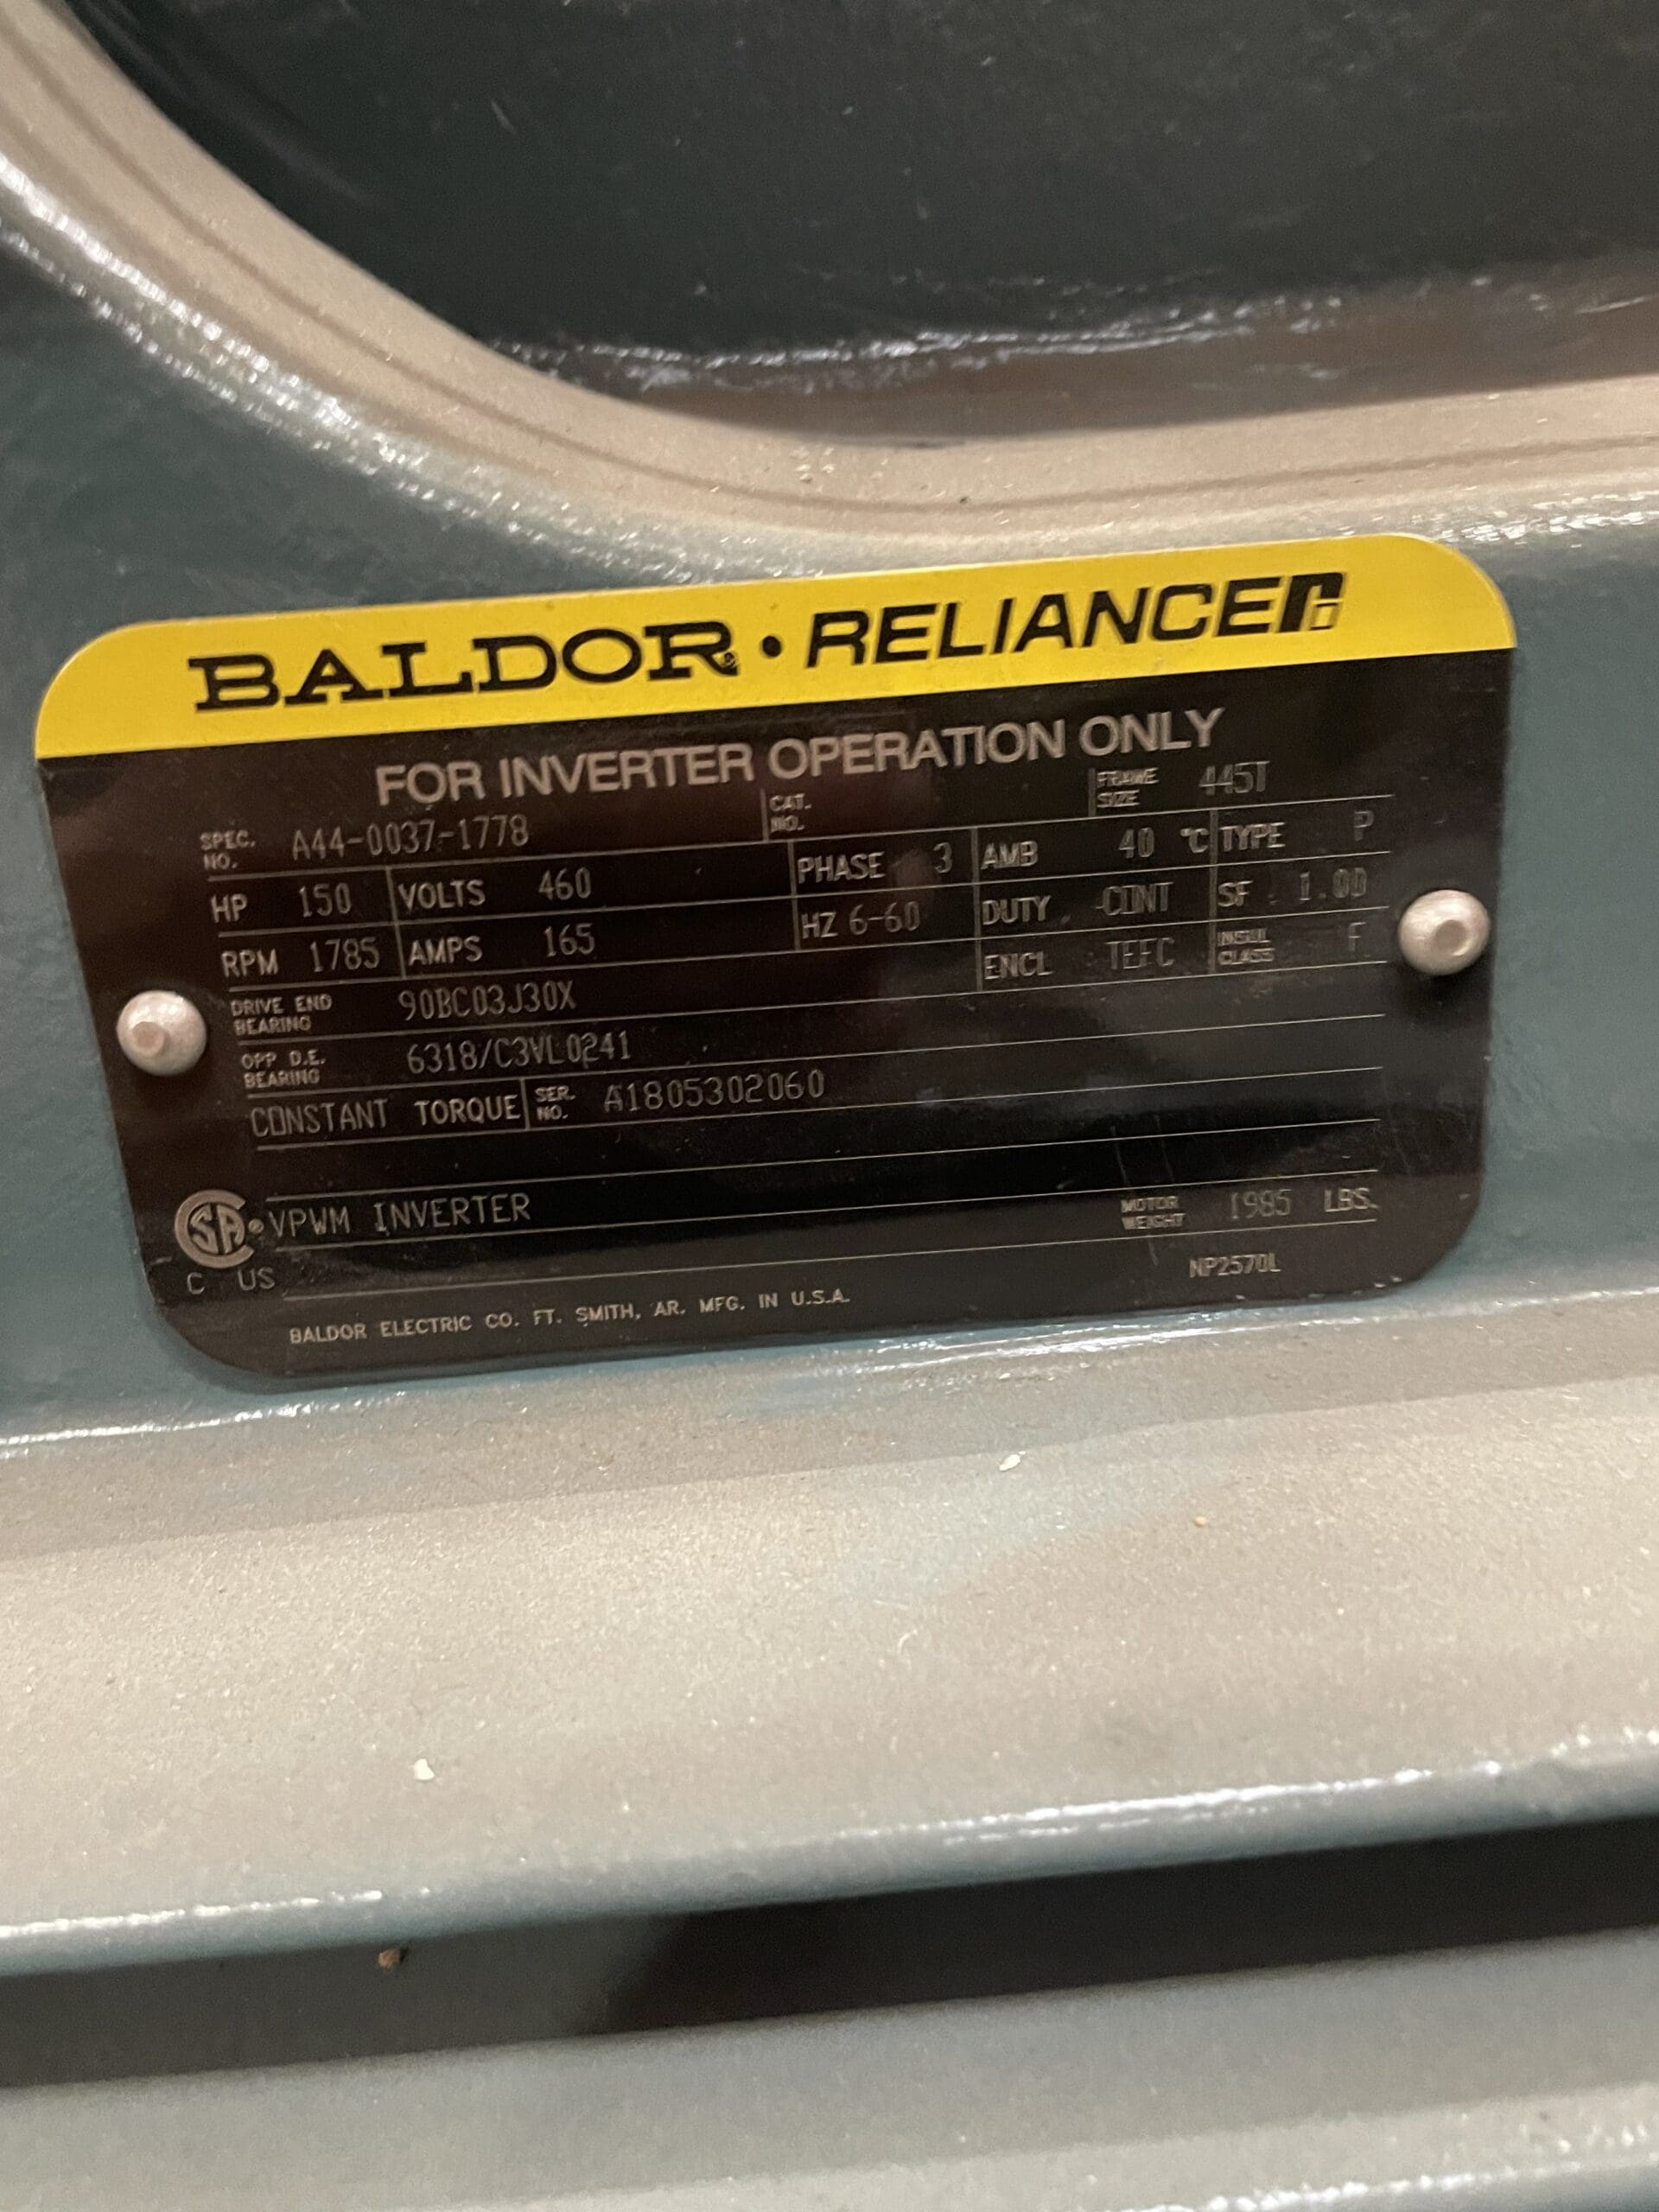 BALDOR • RELIANCE
FOR INVERTER OPERATION ONLY
SPEC. NO. A44-0037-1778 CAT. NO. FRAME SIZE 445T
HP 150 VOLTS 460 PHASE 3 AMB 40 °C TYPE P
RPM 1785 AMPS 165 HZ 6-60 DUTY CONT SF 1.00
DRIVE END BEARING 90BC03J30X ENCL TEFC INSUL CLASS F
OPP D.E. BEARING 6318/C3VL0241
CONSTANT TORQUE SER. NO. A1805302060
SA VPWM INVERTER MOTOR WEIGHT 1985 LBS.
C US
NP2570L
BALDOR ELECTRIC CO. FT. SMITH, AR. MFG. IN U.S.A.